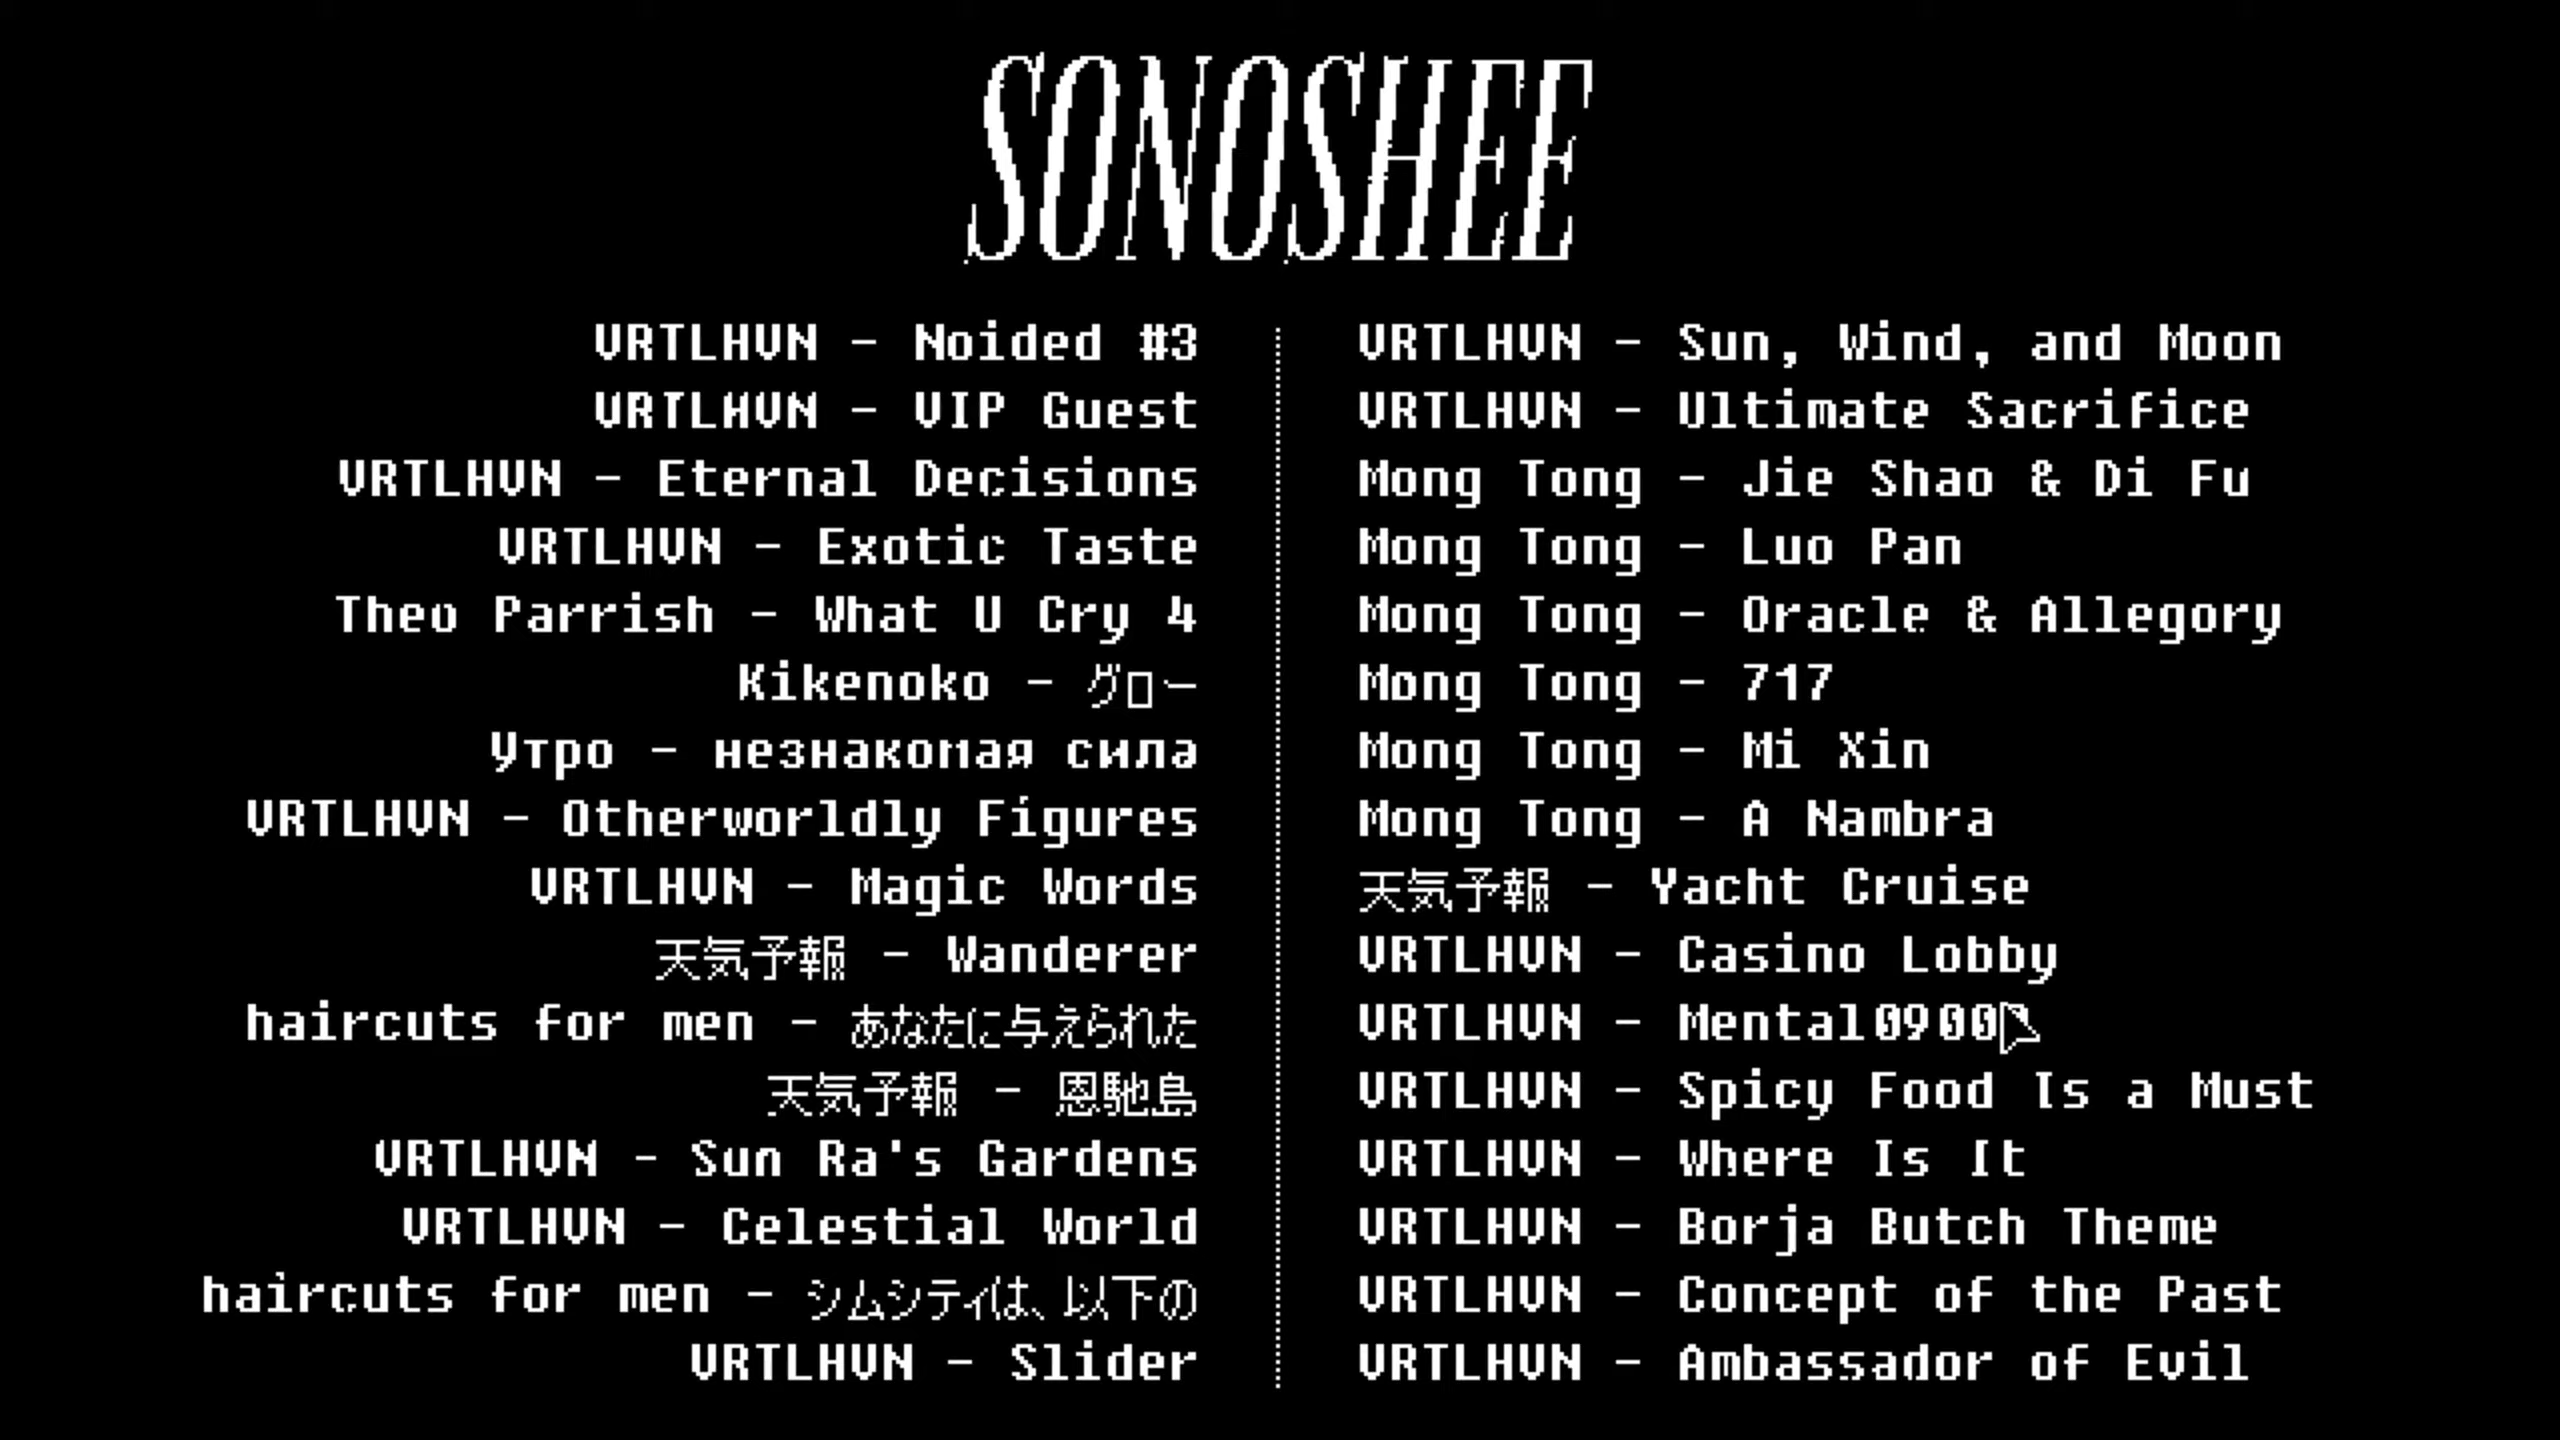 SONOSHEE
VRTLHVN - Noided #3
VRTLHVN - VIP Guest
VRTLHVN - Eternal Decisions
VRTLHVN - Exotic Taste
Theo Parrish - What U Cry 4
Kikenoko - グロー
Утро - незнакомая сила
VRTLHVN - Otherworldly Figures
VRTLHVN - Magic Words
天気予報 - Wanderer
haircuts for men - あなたに与えられた
天気予報 - 恩馳島
VRTLHVN - Sun Ra's Gardens
VRTLHVN - Celestial World
haircuts for men - シムシティは、以下の
VRTLHVN - Slider
VRTLHVN - Sun, Wind, and Moon
VRTLHVN - Ultimate Sacrifice
Mong Tong - Jie Shao & Di Fu
Mong Tong - Luo Pan
Mong Tong - Oracle & Allegory
Mong Tong - 717
Mong Tong - Mi Xin
Mong Tong - A Nambra
天気予報 - Yacht Cruise
VRTLHVN - Casino Lobby
VRTLHVN -
VRTLHVN - Spicy Food Is a Must
VRTLHVN - Where Is It
VRTLHVN - Borja Butch Theme
VRTLHVN - Concept of the Past
VRTLHVN - Ambassador of Evil